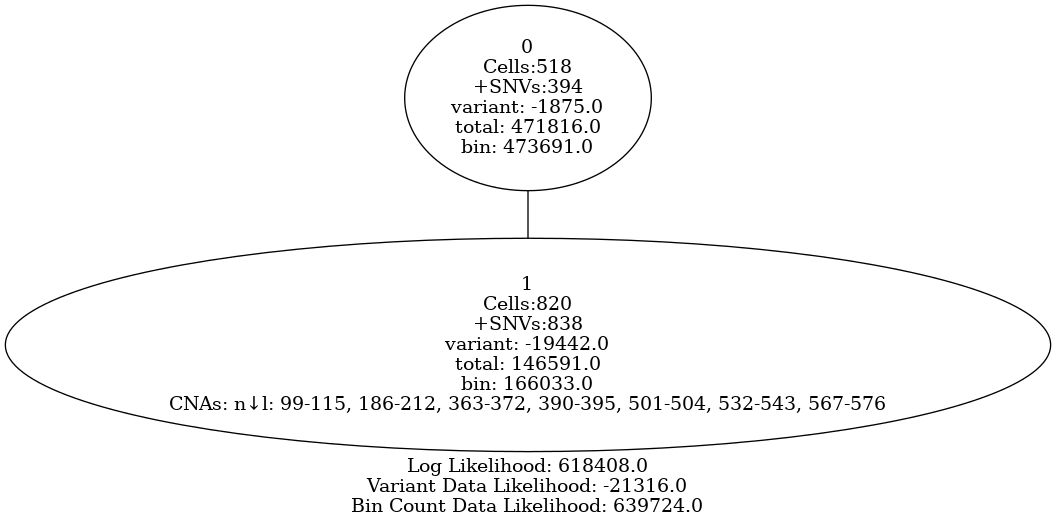 0
Cells:518
+SNVs:394
variant: -1875.0
total: 471816.0
bin: 473691.0
1
Cells:820
+SNVs:838
variant: -19442.0
total: 146591.0
bin: 166033.0
CNAs: n↓l: 99-115, 186-212, 363-372, 390-395, 501-504, 532-543, 567-576
Log Likelihood: 618408.0
Variant Data Likelihood: -21316.0
Bin Count Data Likelihood: 639724.0